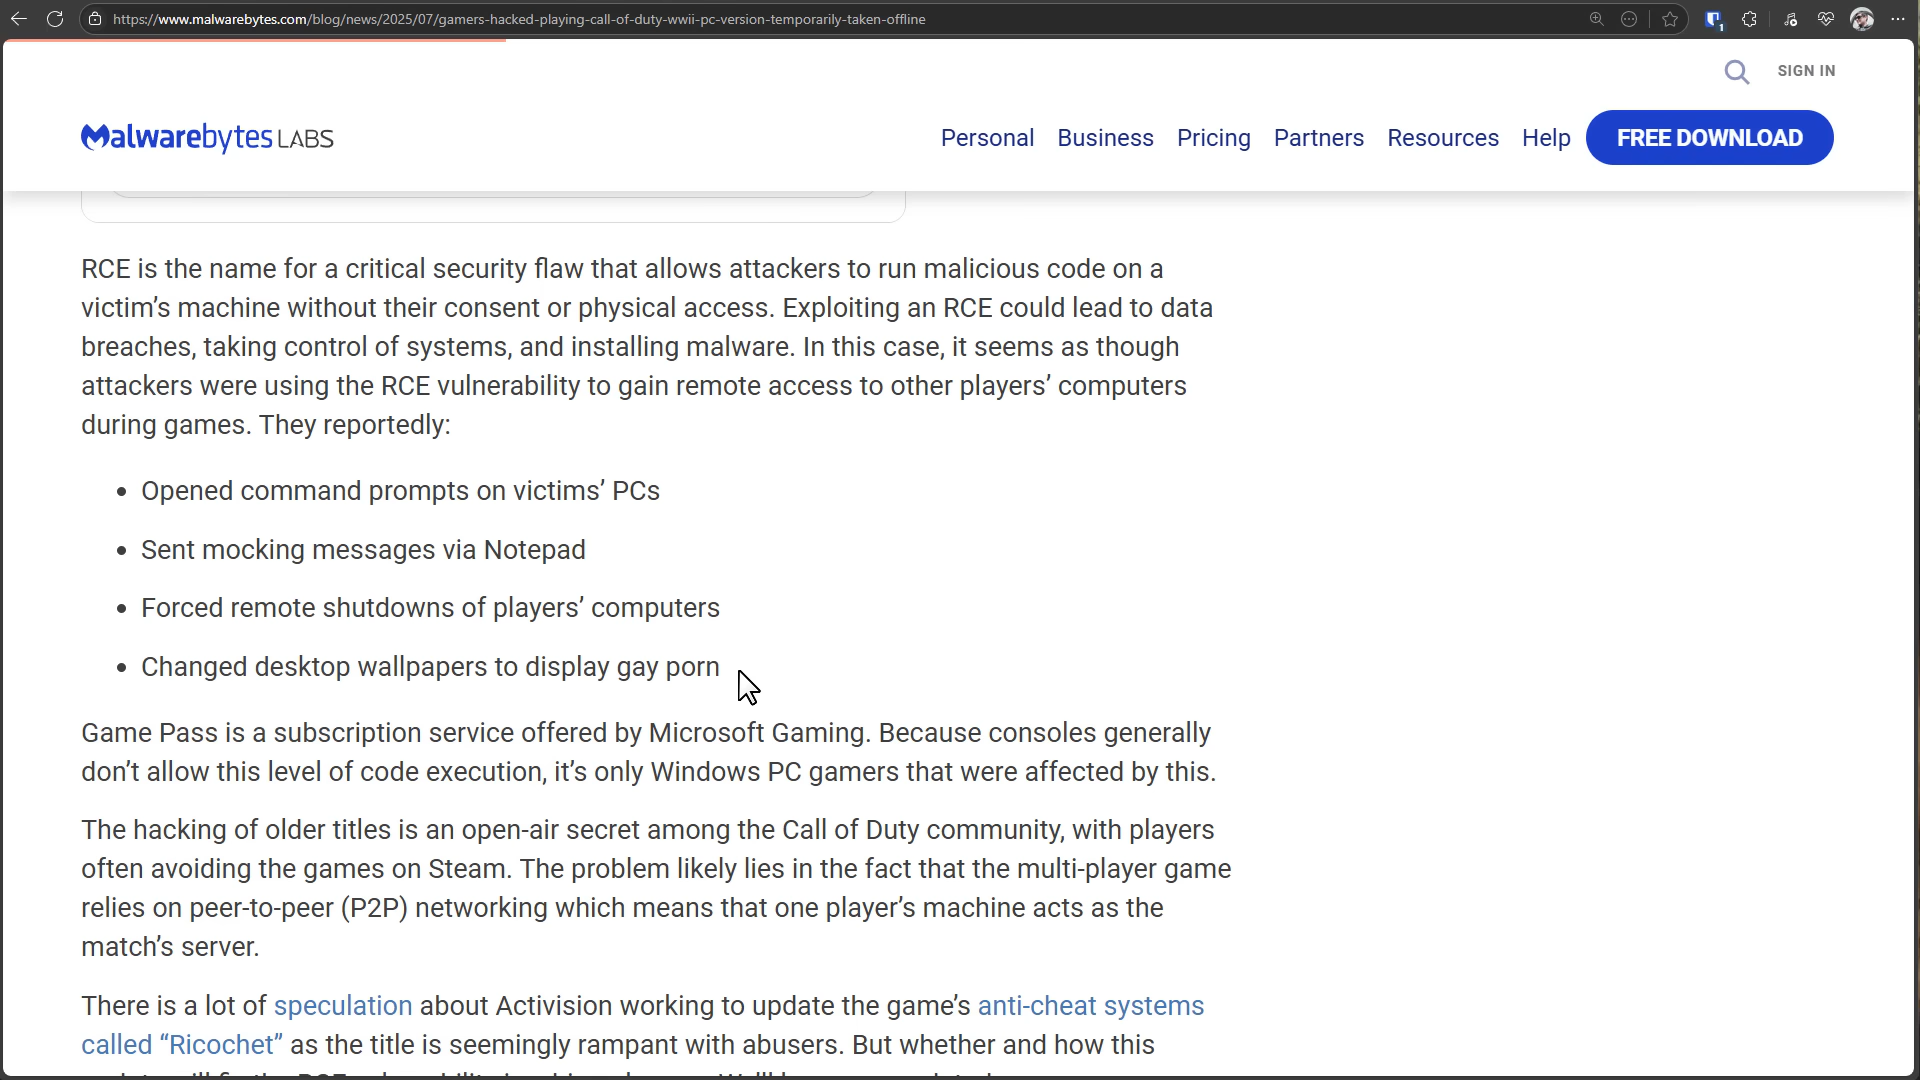 https://www.malwarebytes.com/blog/news/2025/07/gamers-hacked-playing-call-of-duty-wwii-pc-version-temporarily-taken-offline
1
SIGN IN
Malwarebytes LABS
Personal Business Pricing Partners Resources Help FREE DOWNLOAD
RCE is the name for a critical security flaw that allows attackers to run malicious code on a
victim’s machine without their consent or physical access. Exploiting an RCE could lead to data
breaches, taking control of systems, and installing malware. In this case, it seems as though
attackers were using the RCE vulnerability to gain remote access to other players’ computers
during games. They reportedly:
• Opened command prompts on victims’ PCs
• Sent mocking messages via Notepad
• Forced remote shutdowns of players’ computers
• Changed desktop wallpapers to display gay porn
Game Pass is a subscription service offered by Microsoft Gaming. Because consoles generally
don’t allow this level of code execution, it’s only Windows PC gamers that were affected by this.
The hacking of older titles is an open-air secret among the Call of Duty community, with players
often avoiding the games on Steam. The problem likely lies in the fact that the multi-player game
relies on peer-to-peer (P2P) networking which means that one player’s machine acts as the
match’s server.
There is a lot of speculation about Activision working to update the game’s anti-cheat systems
called “Ricochet” as the title is seemingly rampant with abusers. But whether and how this